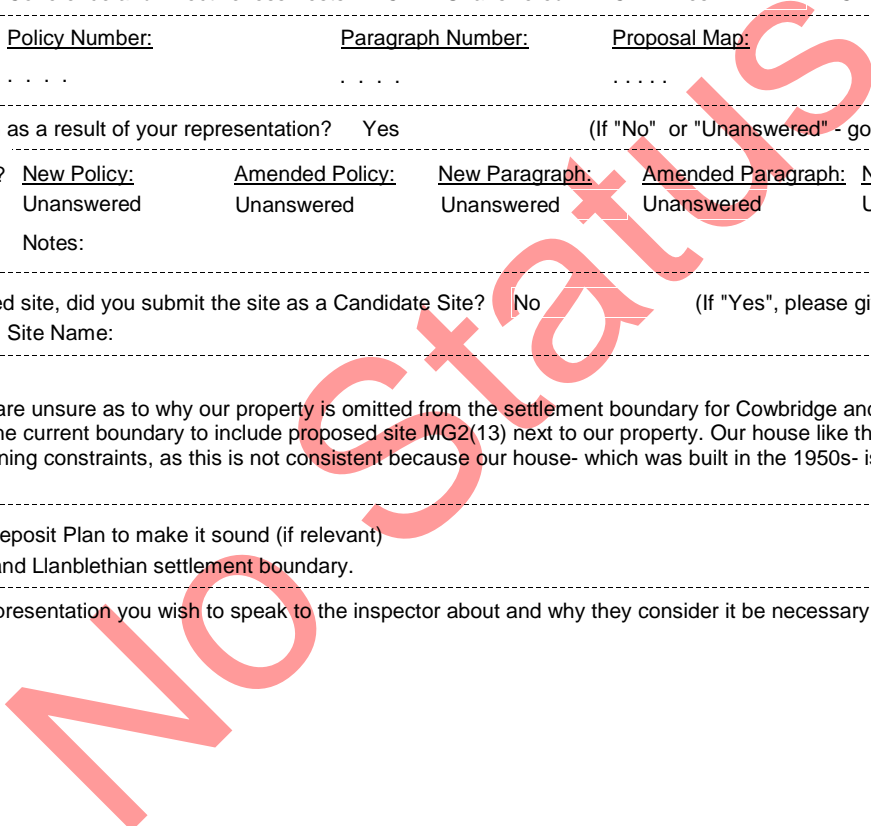 Policy Number: Paragraph Number: Proposal Map:
. . . . . . . . . . . . .
as a result of your representation? Yes (If "No" or "Unanswered" - go
? New Policy: Amended Policy: New Paragraph: Amended Paragraph: N
Unanswered Unanswered Unanswered Unanswered U
Notes:
ed site, did you submit the site as a Candidate Site? No (If "Yes", please gi
Site Name:
are unsure as to why our property is omitted from the settlement boundary for Cowbridge and
he current boundary to include proposed site MG2(13) next to our property. Our house like th
ning constraints, as this is not consistent because our house- which was built in the 1950s- is
eposit Plan to make it sound (if relevant)
and Llanblethian settlement boundary.
presentation you wish to speak to the inspector about and why they consider it be necessary
No Status